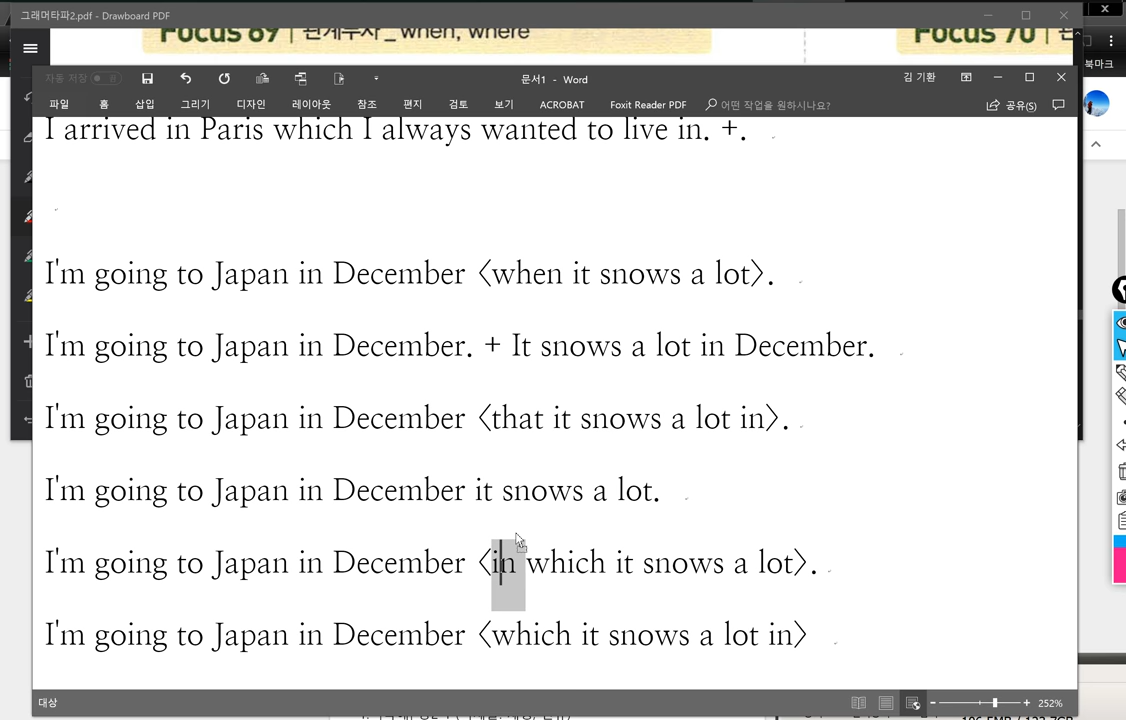 그래머타파2.pdf - Drawboard PDF
Focus 69 | 관계부사 _ when, where
Focus 70 |
북마크
자동 저장
문서1 - Word
김 기환
파일 홈 삽입 그리기 디자인 레이아웃 참조 편지 검토 보기 ACROBAT Foxit Reader PDF 어떤 작업을 원하시나요? 공유(S)
I arrived in Paris which I always wanted to live in. +.
I'm going to Japan in December 〈when it snows a lot〉.
I'm going to Japan in December. + It snows a lot in December.
I'm going to Japan in December 〈that it snows a lot in〉.
I'm going to Japan in December it snows a lot.
I'm going to Japan in December 〈in which it snows a lot〉.
I'm going to Japan in December 〈which it snows a lot in〉
대상
252%